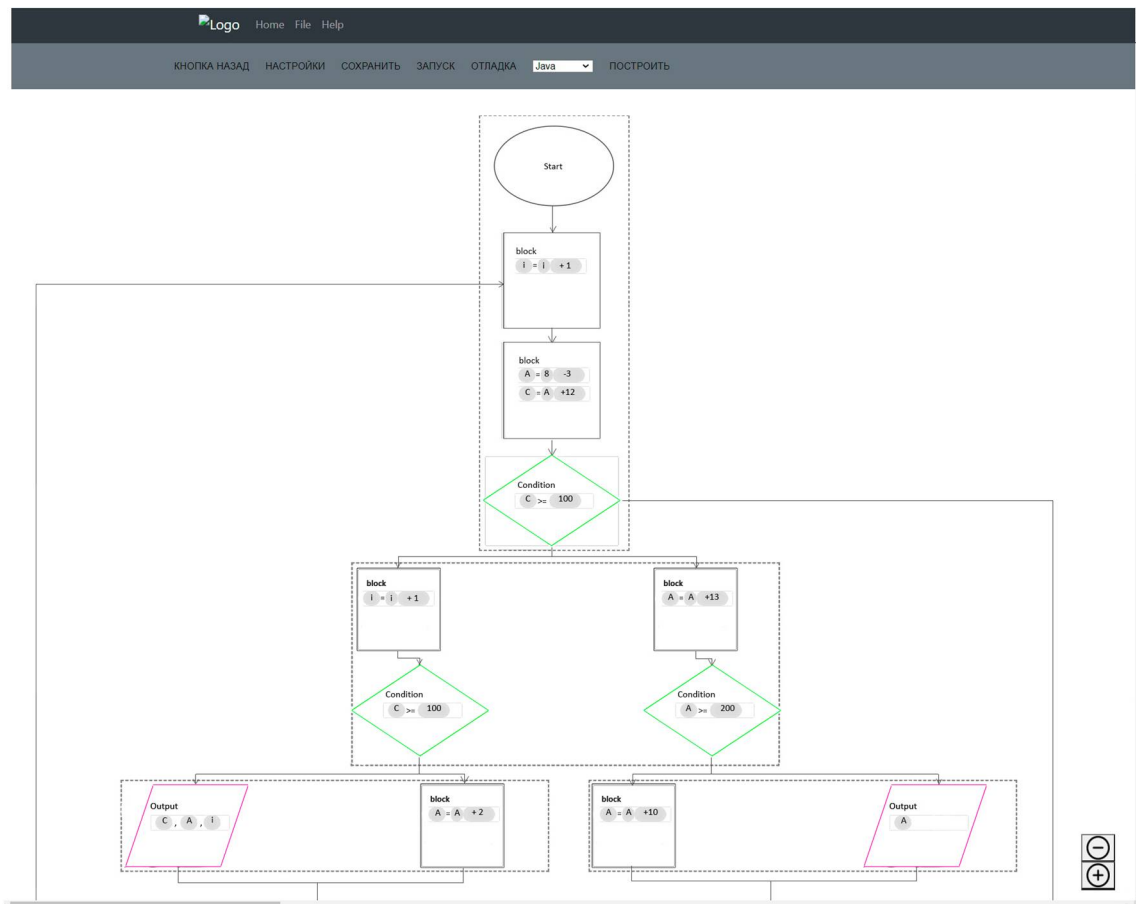 Logo Home File Help
КНОПКА НАЗАД НАСТРОЙКИ СОХРАНИТЬ ЗАПУСК ОТЛАДКА Java ПОСТРОИТЬ
Start
block
i = i + 1
block
A = 8 -3
C = A +12
Condition
C >= 100
block
i = i + 1
block
A = A +13
Condition
C >= 100
Condition
A >= 200
Output
C , A , i
block
A = A + 2
block
A = A +10
Output
A